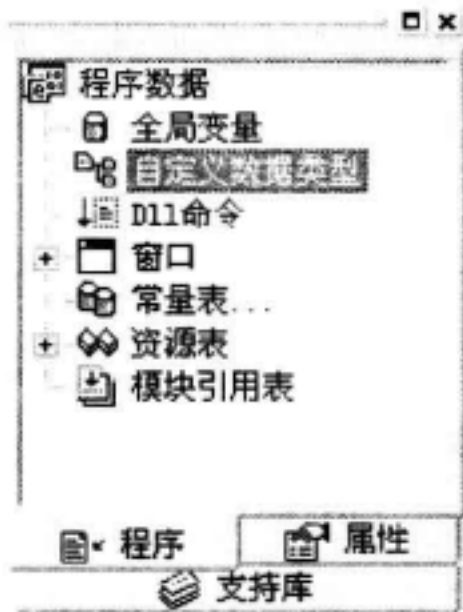 程序数据
全局变量
自定义数据类型
Dll命令
窗口
常量表...
资源表
模块引用表
程序
属性
支持库